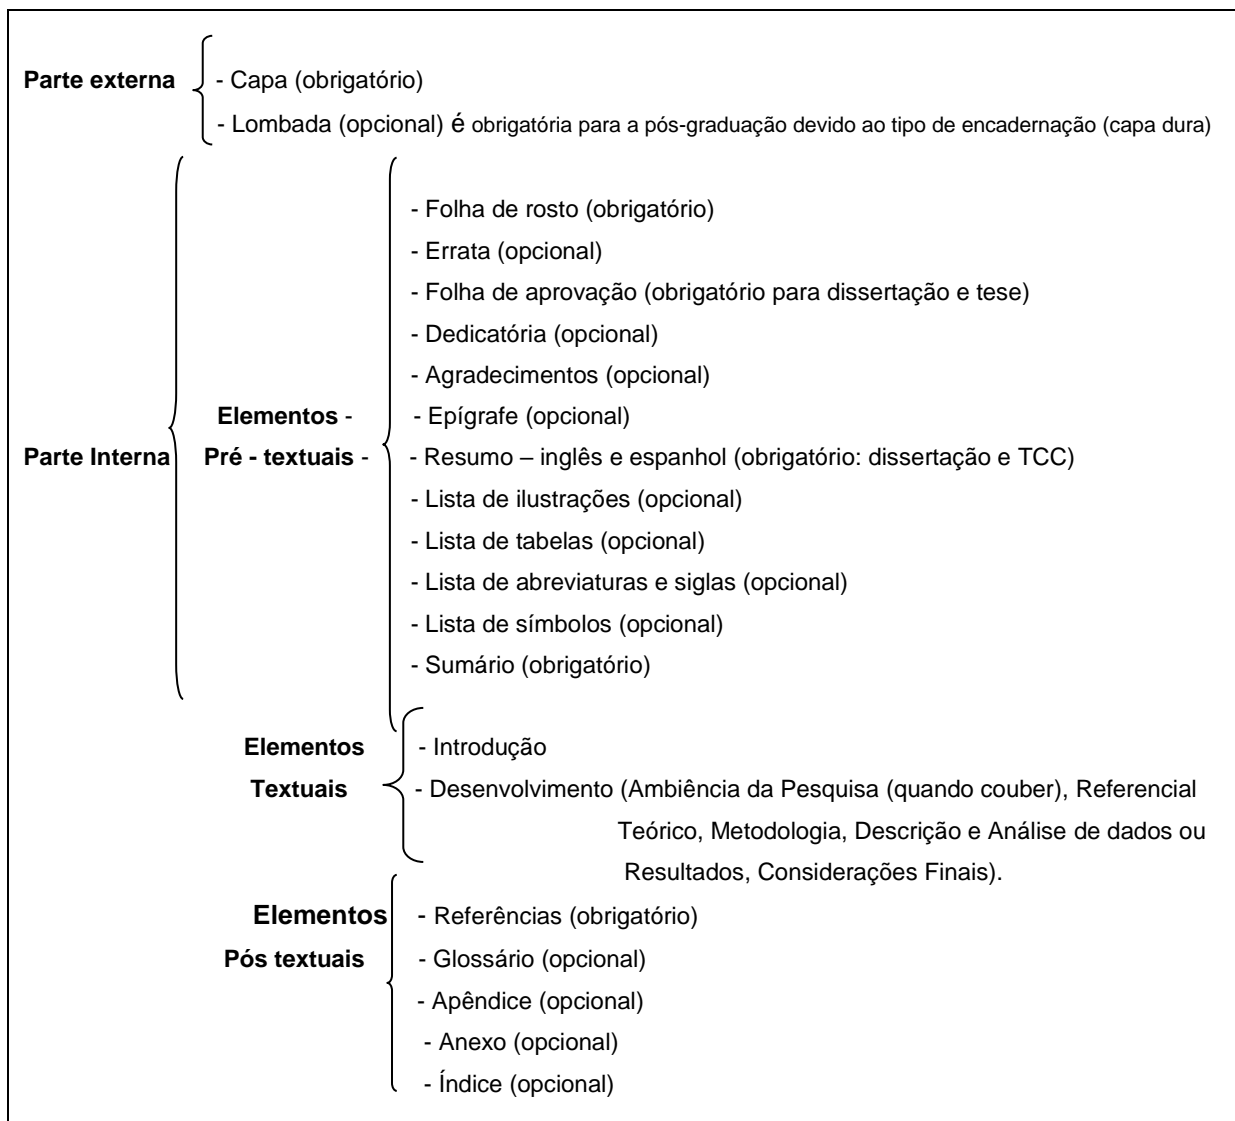 Parte externa - Capa (obrigatório)
- Lombada (opcional) é obrigatória para a pós-graduação devido ao tipo de encadernação (capa dura)
- Folha de rosto (obrigatório)
- Errata (opcional)
- Folha de aprovação (obrigatório para dissertação e tese)
- Dedicatória (opcional)
- Agradecimentos (opcional)
Elementos - - Epígrafe (opcional)
Parte Interna Pré - textuais - - Resumo – inglês e espanhol (obrigatório: dissertação e TCC)
- Lista de ilustrações (opcional)
- Lista de tabelas (opcional)
- Lista de abreviaturas e siglas (opcional)
- Lista de símbolos (opcional)
- Sumário (obrigatório)
Elementos - Introdução
Textuais - Desenvolvimento (Ambiência da Pesquisa (quando couber), Referencial
Teórico, Metodologia, Descrição e Análise de dados ou
Resultados, Considerações Finais).
Elementos - Referências (obrigatório)
Pós textuais - Glossário (opcional)
- Apêndice (opcional)
- Anexo (opcional)
- Índice (opcional)